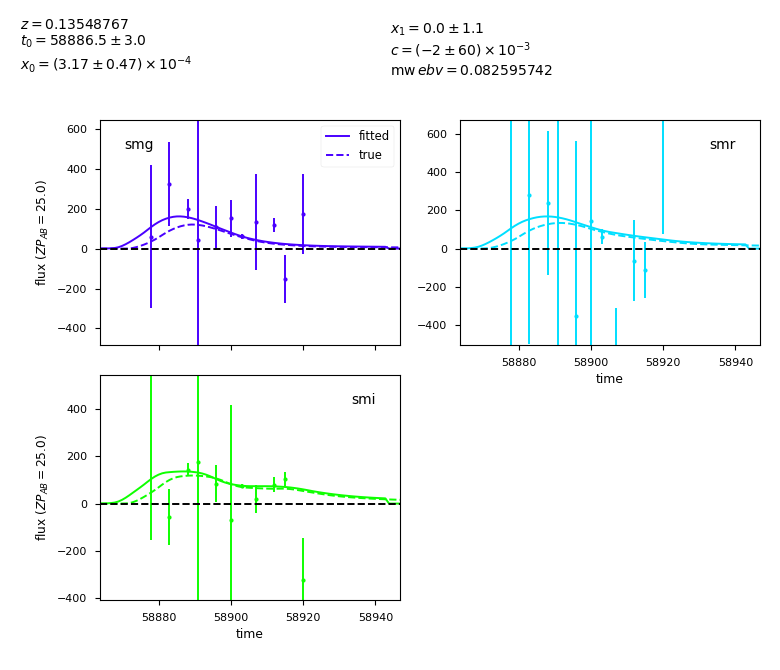 z = 0.13548767
t₀ = 58886.5 ± 3.0
x₀ = (3.17 ± 0.47) × 10⁻⁴
x₁ = 0.0 ± 1.1
c = (−2 ± 60) × 10⁻³
mw ebv = 0.082595742
600
400
200
0
−200
−400
flux (ZP_AB = 25.0)
smg
fitted
true
600
400
200
0
−200
−400
smr
58880 58900 58920 58940
time
400
200
0
−200
−400
flux (ZP_AB = 25.0)
smi
58880 58900 58920 58940
time